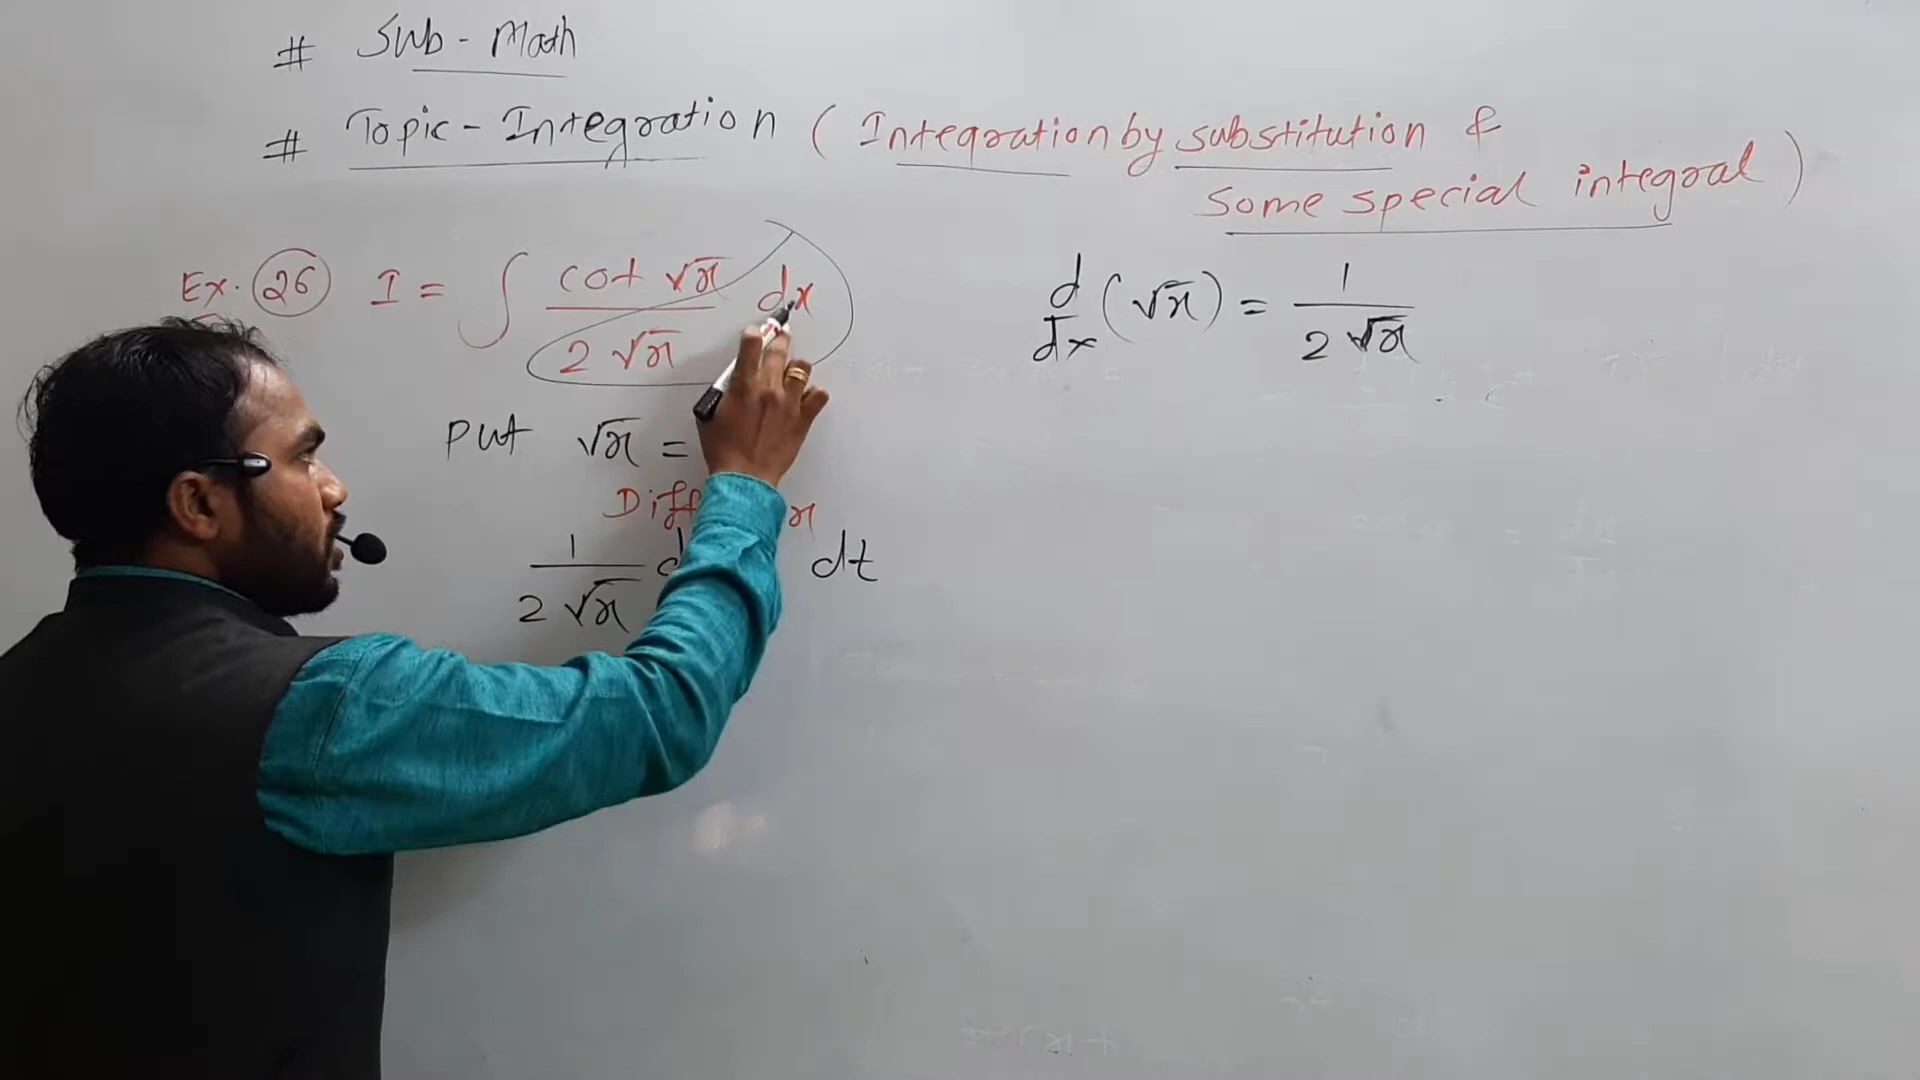 # Sub - Math
# Topic - Integration ( Integration by substitution &
some special integral )
Ex. 26 I = ∫ cot √x / 2 √x dx
d/dx (√x) = 1 / 2 √x
Put √x =
Diff x
1 / 2 √x d dt